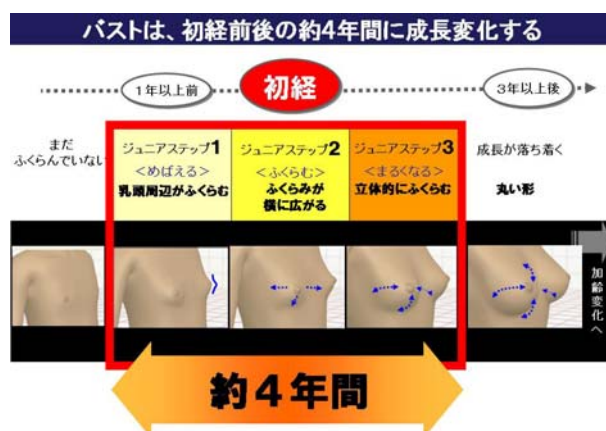 バストは、初経前後の約4年間に成長変化する
1年以上前
初経
3年以上後
まだ
ふくらんでいない
ジュニアステップ1
<めばえる>
乳頭周辺がふくらむ
ジュニアステップ2
<ふくらむ>
ふくらみが
横に広がる
ジュニアステップ3
<まるくなる>
立体的にふくらむ
成長が落ち着く
丸い形
加齢変化へ
約4年間